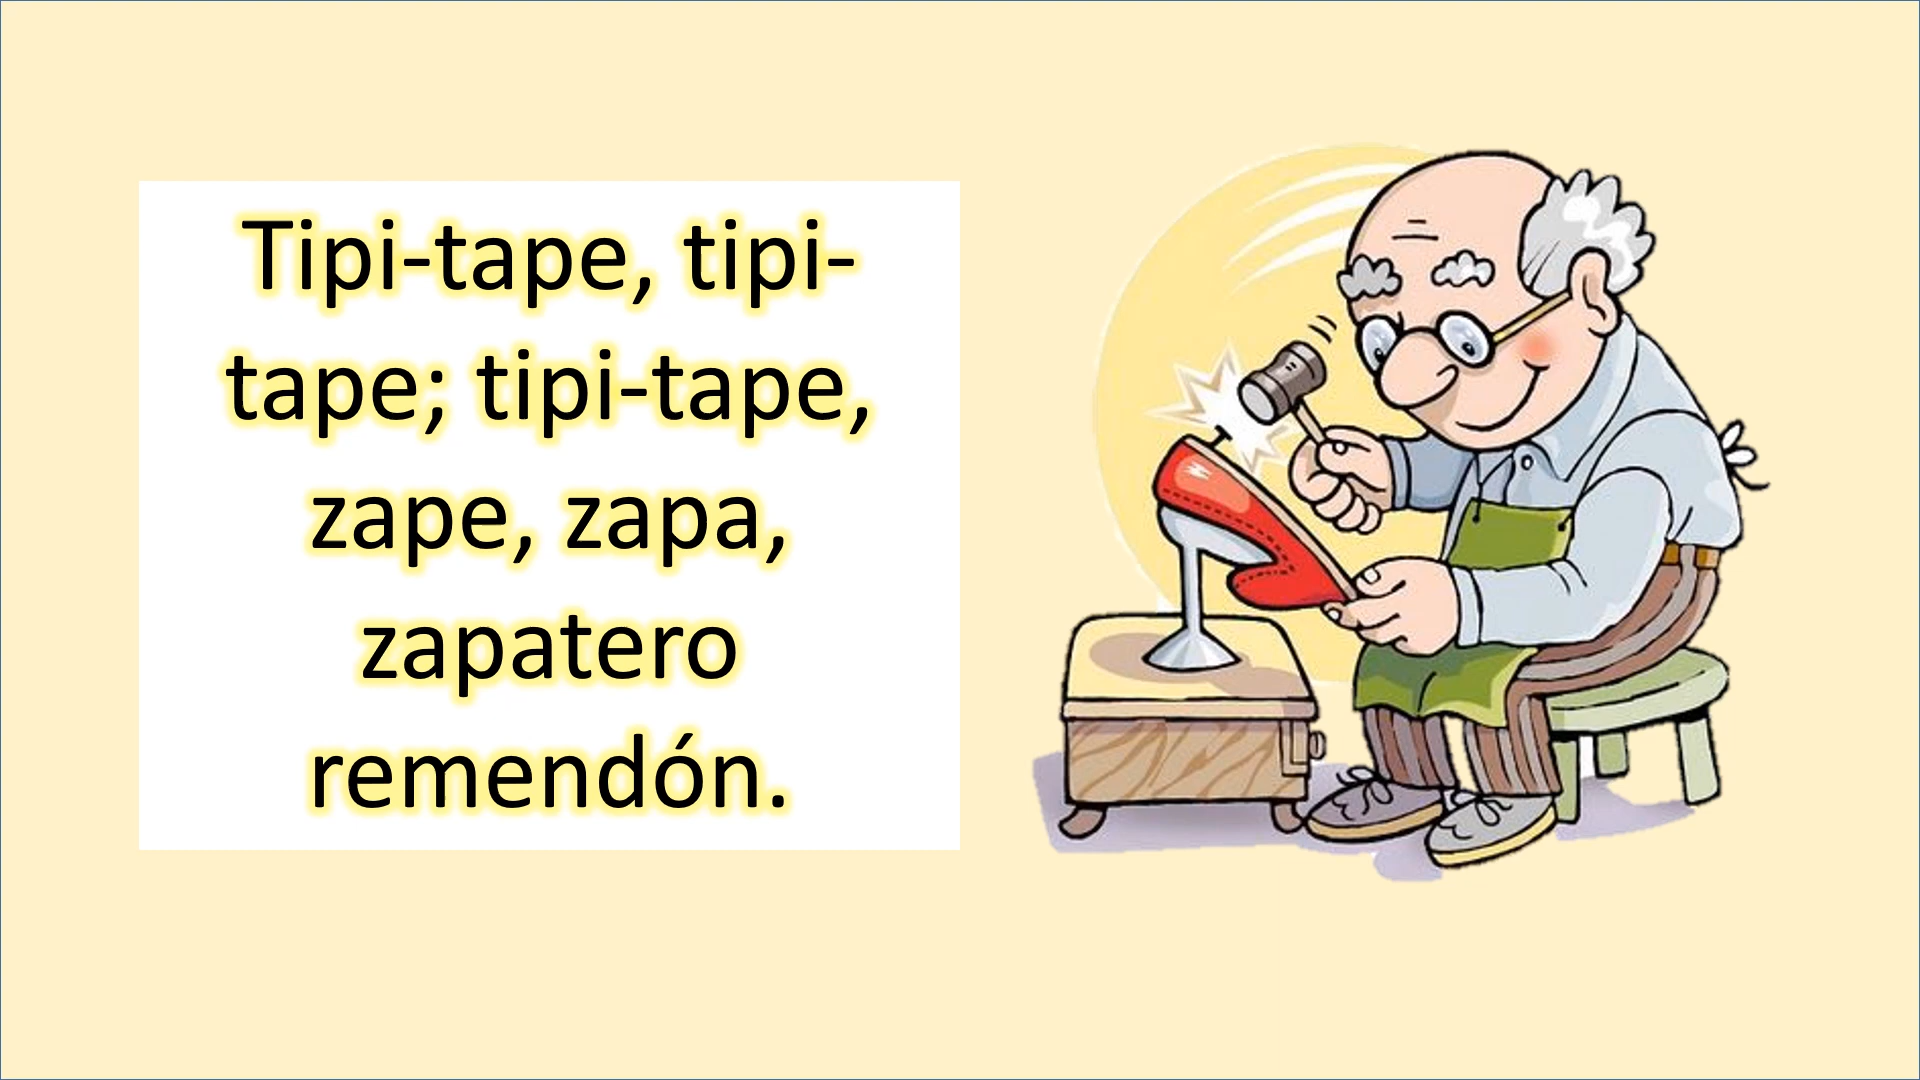 Tipi-tape, tipi-
tape; tipi-tape,
zape, zapa,
zapatero
remendón.